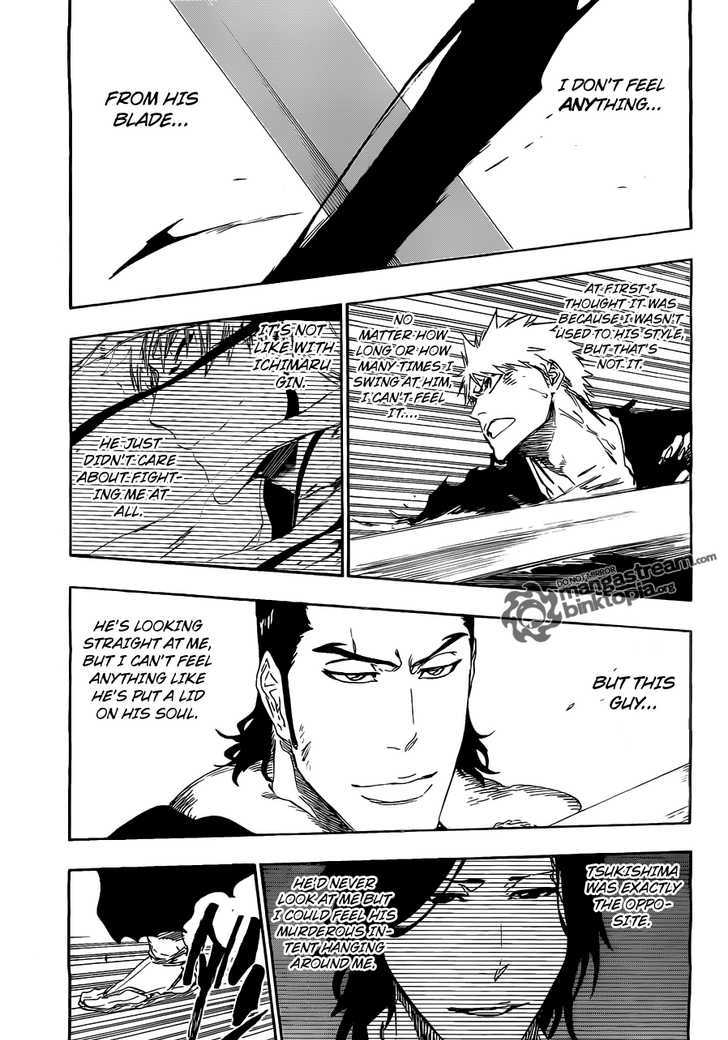 I DON'T FEEL
ANYTHING...
FROM HIS
BLADE...
AT FIRST I
THOUGHT IT WAS
BECAUSE I WASN'T
USED TO HIS STYLE,
BUT THAT'S
NOT IT.
NO
MATTER HOW
LONG OR HOW
MANY TIMES I
SWING AT HIM,
I CAN'T FEEL
IT....
IT'S NOT
LIKE WITH
ICHIMARU
GIN.
HE JUST
DIDN'T CARE
ABOUT FIGHT-
ING ME AT
ALL.
DO NOT MIRROR
mangastream.com
binktopia.org
BUT THIS
GUY...
HE'S LOOKING
STRAIGHT AT ME,
BUT I CAN'T FEEL
ANYTHING LIKE
HE'S PUT A LID
ON HIS SOUL.
TSUKISHIMA
WAS EXACTLY
THE OPPO-
SITE.
HE'D NEVER
LOOK AT ME BUT
I COULD FEEL HIS
MURDEROUS IN-
TENT HANGING
AROUND ME.